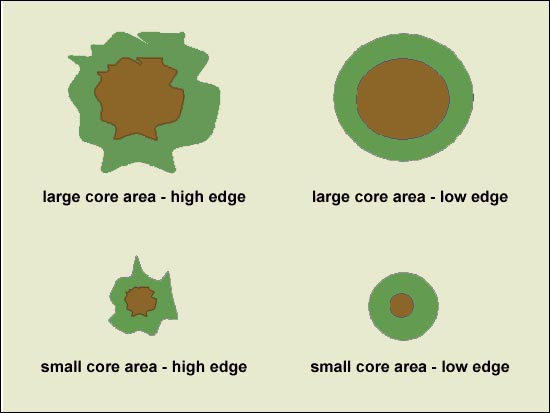 large core area - high edge
large core area - low edge
small core area - high edge
small core area - low edge